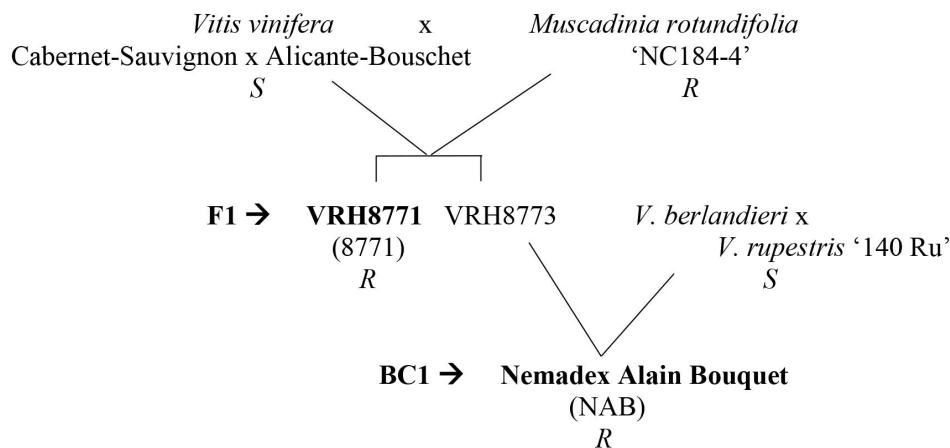 Vitis vinifera x Muscadinia rotundifolia
Cabernet-Sauvignon x Alicante-Bouschet ‘NC184-4’
S R
F1 → VRH8771 VRH8773 V. berlandieri x
(8771) V. rupestris ‘140 Ru’
R S
BC1 → Nemadex Alain Bouquet
(NAB)
R